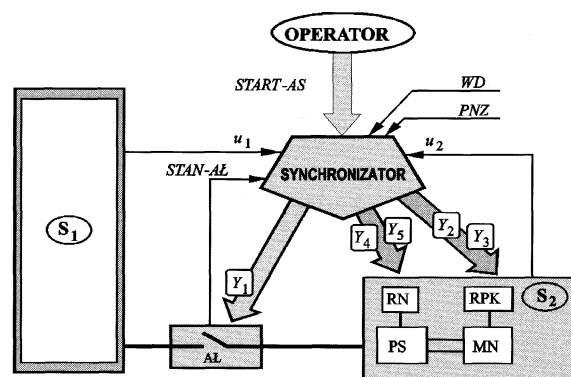 OPERATOR
START-AS
WD
PNZ
u1
u2
STAN-AŁ
SYNCHRONIZATOR
S1
Y4
Y5
Y2
Y3
Y1
S2
RN
RPK
PS
MN
AŁ